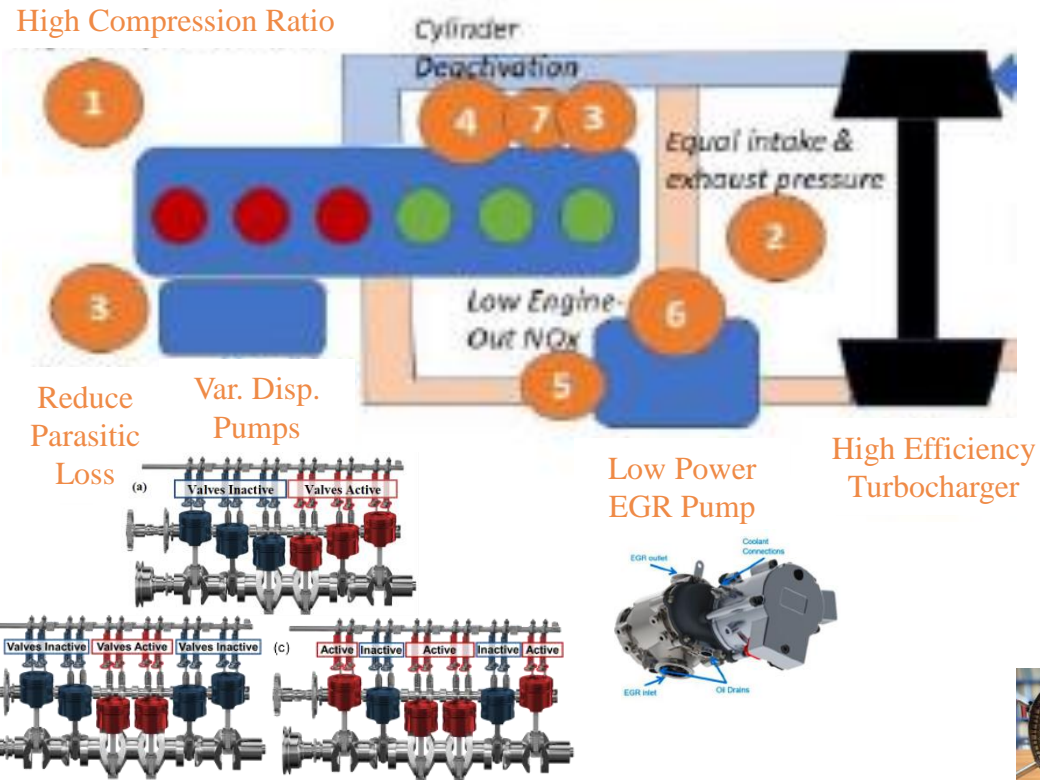 High Compression Ratio
Cylinder
Deactivation
1
4 7 3
Equal intake &
exhaust pressure
2
3
Low Engine-
Out NOx
6
5
Reduce
Parasitic
Loss
Var. Disp.
Pumps
High Efficiency
Turbocharger
Low Power
EGR Pump
(a)
Valves Inactive Valves Active
EGR outlet
Coolant
Connections
EGR inlet
Oil Drains
Valves Inactive Valves Active Valves Inactive
(c)
Active Inactive Active Inactive Active